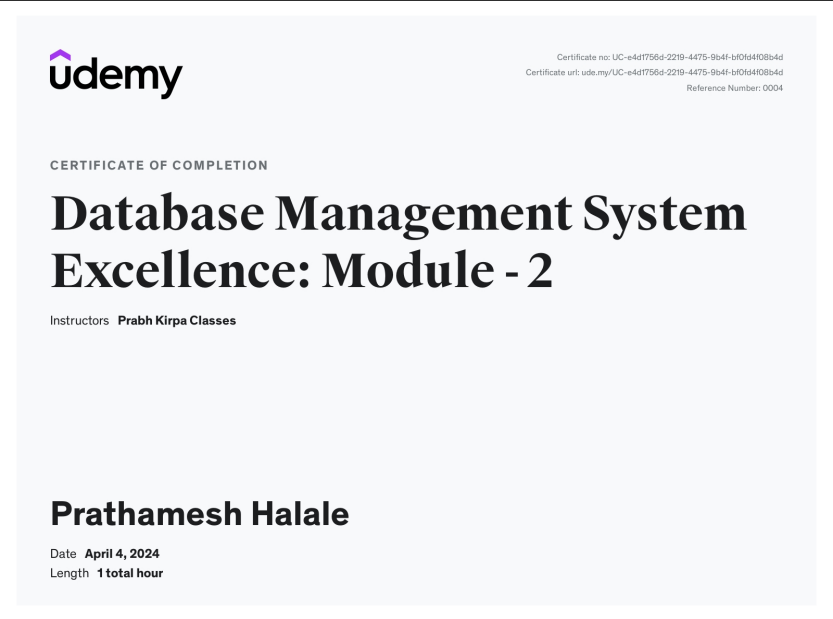 udemy
Certificate no: UC-e4d1756d-2219-4475-9b4f-bf0fd4f08b4d
Certificate url: ude.my/UC-e4d1756d-2219-4475-9b4f-bf0fd4f08b4d
Reference Number: 0004
CERTIFICATE OF COMPLETION
Database Management System
Excellence: Module - 2
Instructors Prabh Kirpa Classes
Prathamesh Halale
Date April 4, 2024
Length 1 total hour